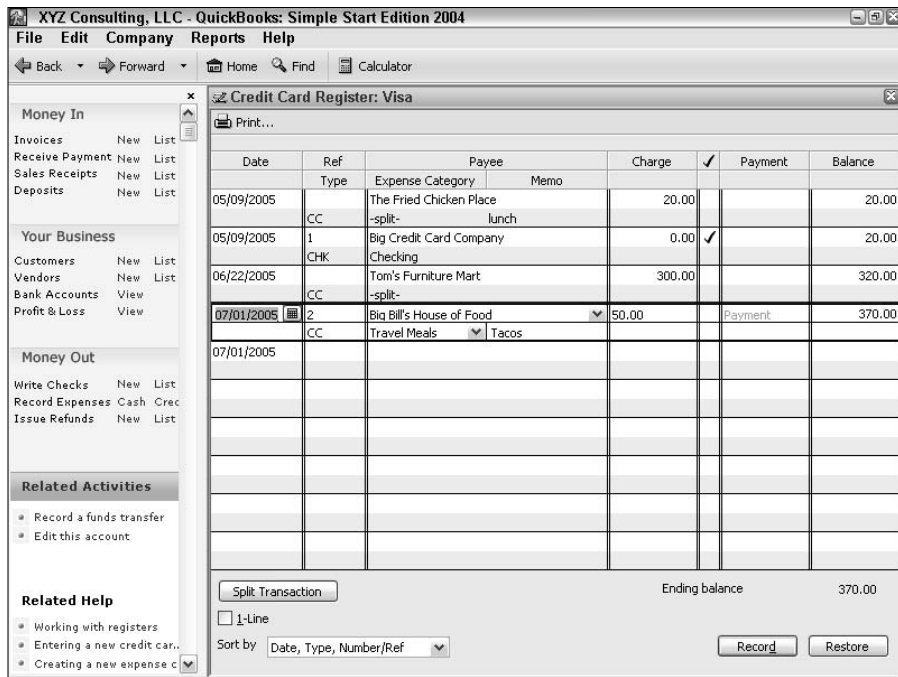 XYZ Consulting, LLC - QuickBooks: Simple Start Edition 2004
File Edit Company Reports Help
Back Forward Home Find Calculator
Money In
Invoices New List
Receive Payment New List
Sales Receipts New List
Deposits New List
Your Business
Customers New List
Vendors New List
Bank Accounts View
Profit & Loss View
Money Out
Write Checks New List
Record Expenses Cash Crec
Issue Refunds New List
Related Activities
Record a funds transfer
Edit this account
Related Help
Working with registers
Entering a new credit car..
Creating a new expense c
Credit Card Register: Visa
Print...
Date Ref Payee Charge ✓ Payment Balance
Type Expense Category Memo
05/09/2005 The Fried Chicken Place 20.00 20.00
CC -split- lunch
05/09/2005 1 Big Credit Card Company 0.00 ✓ 20.00
CHK Checking
06/22/2005 Tom's Furniture Mart 300.00 320.00
CC -split-
07/01/2005 2 Big Bill's House of Food 50.00 Payment 370.00
CC Travel Meals Tacos
07/01/2005
Split Transaction Ending balance 370.00
1-Line
Sort by Date, Type, Number/Ref Record Restore